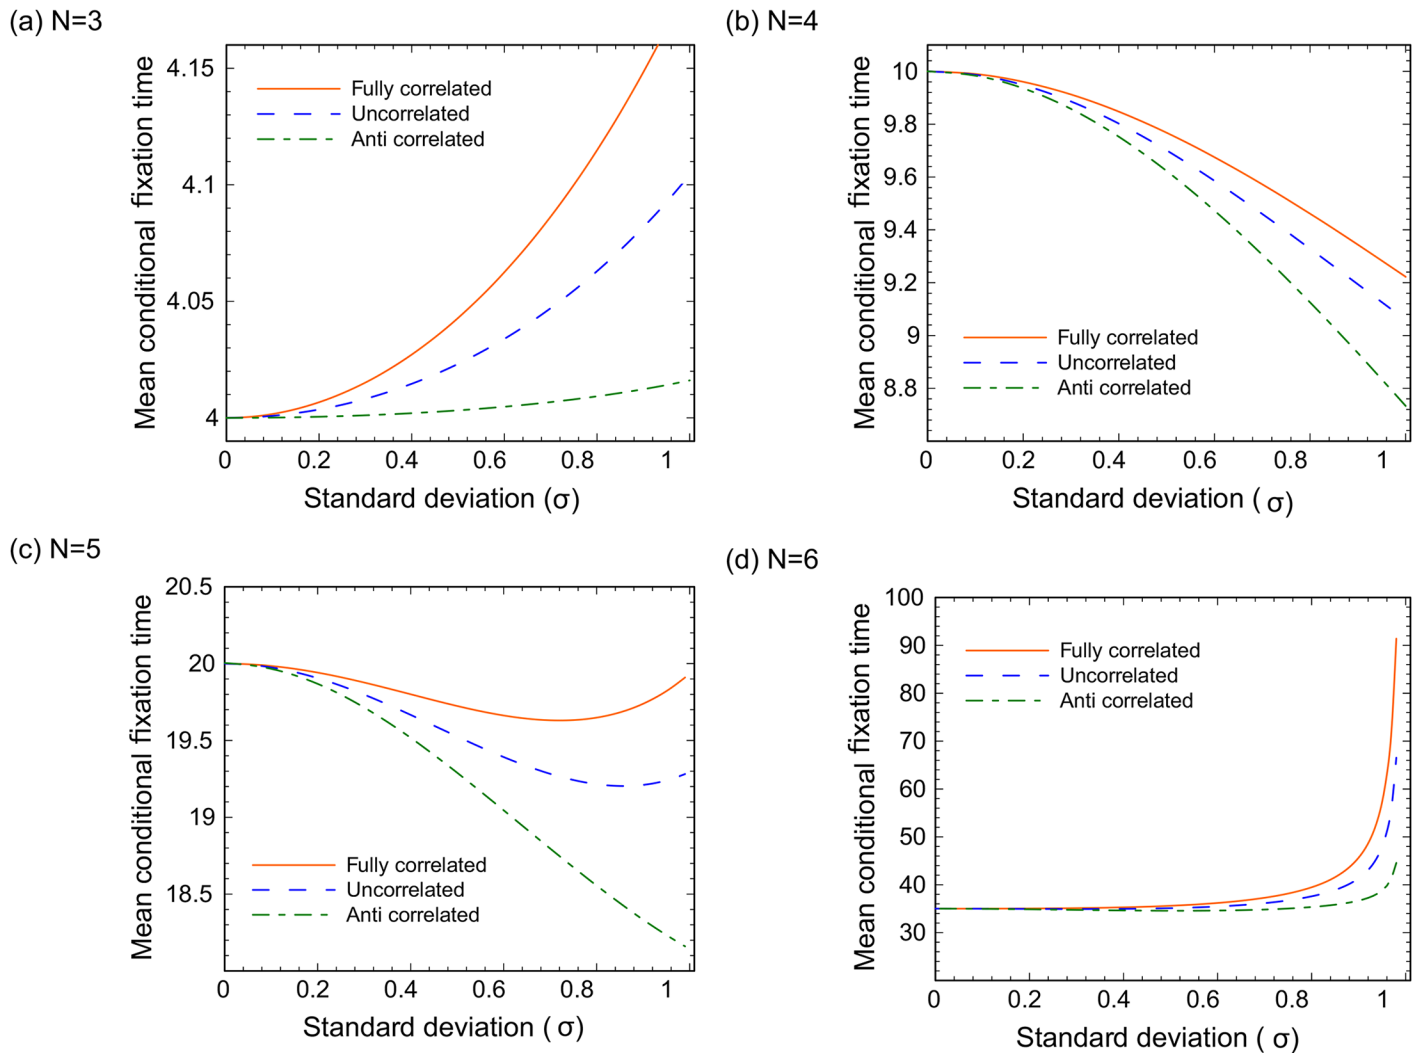 (a) N=3
Mean conditional fixation time
4.15
4.1
4.05
4
Fully correlated
Uncorrelated
Anti correlated
0 0.2 0.4 0.6 0.8 1
Standard deviation (σ)
(b) N=4
Mean conditional fixation time
10
9.8
9.6
9.4
9.2
9
8.8
Fully correlated
Uncorrelated
Anti correlated
0 0.2 0.4 0.6 0.8 1
Standard deviation ( σ)
(c) N=5
Mean conditional fixation time
20.5
20
19.5
19
18.5
Fully correlated
Uncorrelated
Anti correlated
0 0.2 0.4 0.6 0.8 1
Standard deviation ( σ)
(d) N=6
Mean conditional fixation time
100
90
80
70
60
50
40
30
Fully correlated
Uncorrelated
Anti correlated
0 0.2 0.4 0.6 0.8 1
Standard deviation ( σ)